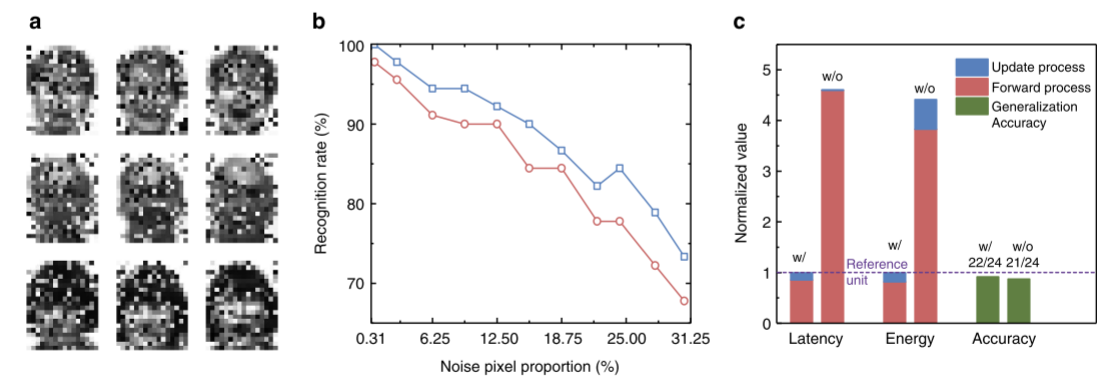 a
b
c
100
90
80
70
Recognition rate (%)
0.31
6.25
12.50
18.75
25.00
31.25
Noise pixel proportion (%)
5
4
3
2
1
0
Normalized value
Update process
Forward process
Generalization
Accuracy
w/
w/o
w/
w/o
w/
22/24
w/o
21/24
Reference
unit
Latency
Energy
Accuracy